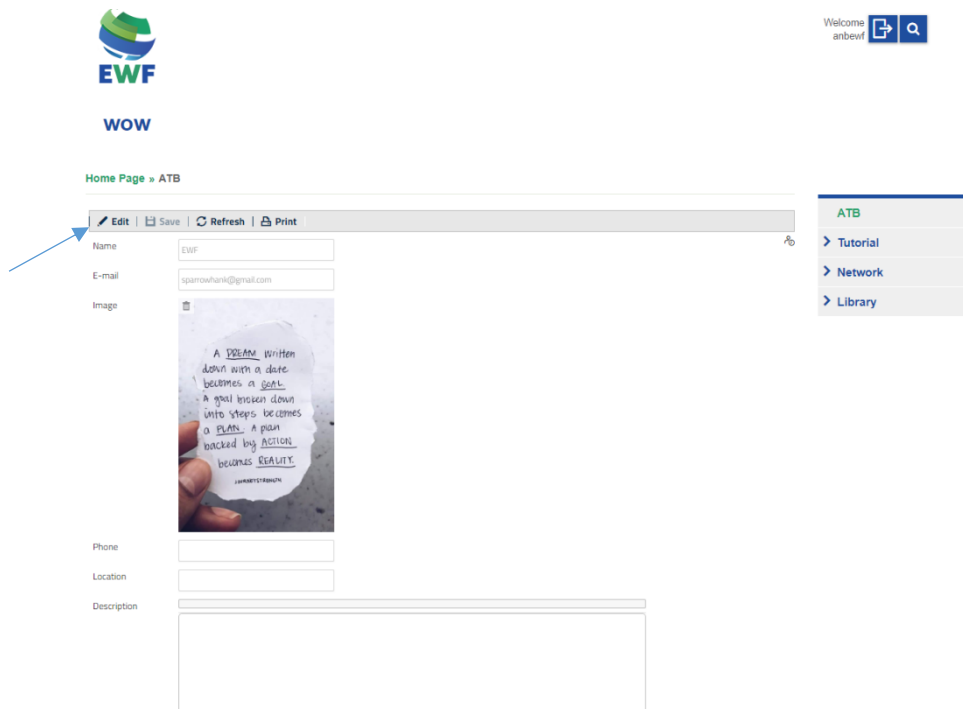 EWF
Welcome
anbewf
WOW
Home Page » ATB
Edit | Save | Refresh | Print
Name
EWF
E-mail
sparrowhank@gmail.com
Image
A DREAM written
down with a date
becomes a GOAL.
A goal broken down
into steps becomes
a PLAN. A plan
backed by ACTION
becomes REALITY.
Phone
Location
Description
ATB
Tutorial
Network
Library